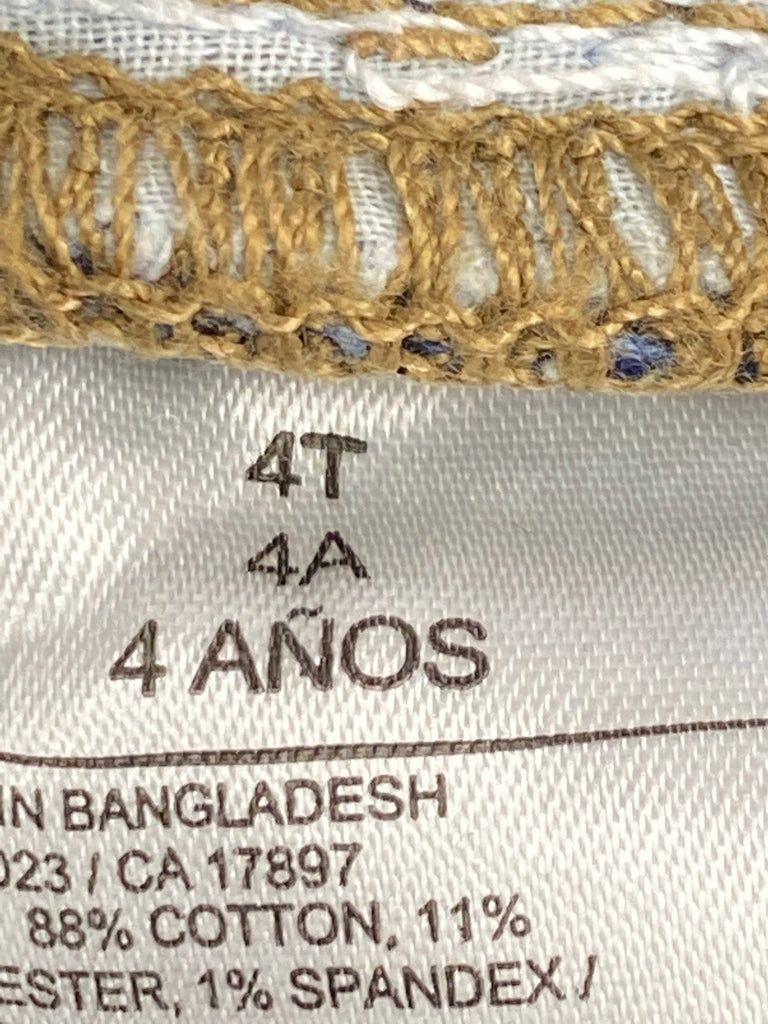 4T
4A
4 AÑOS
IN BANGLADESH
023 / CA 17897
88% COTTON, 11%
ESTER, 1% SPANDEX /